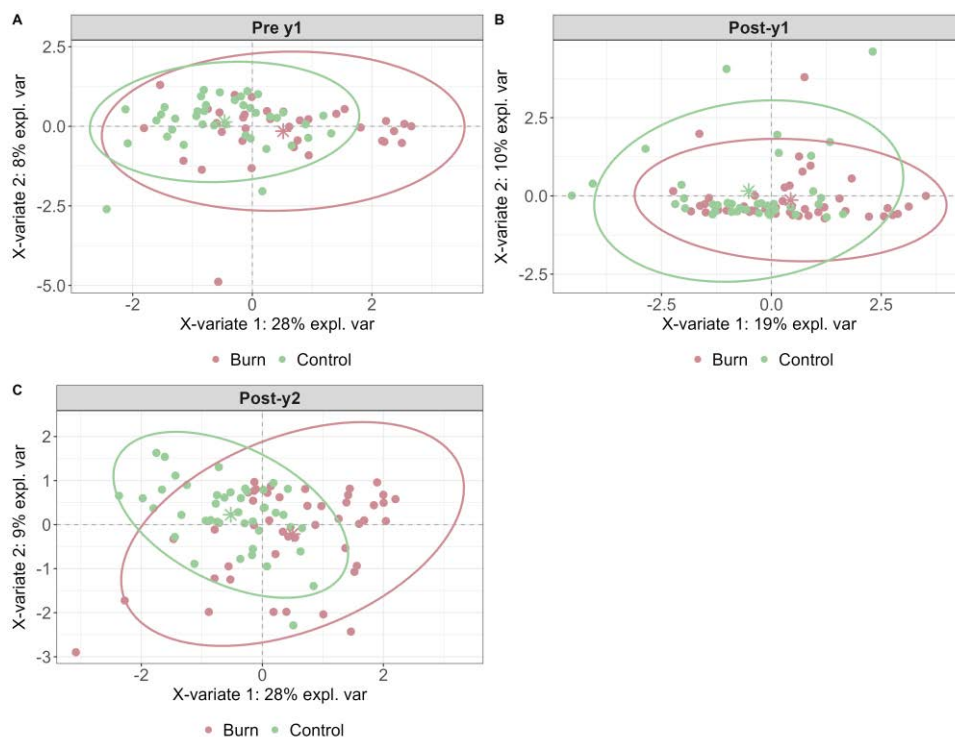 A
Pre y1
2.5
0.0
-2.5
-5.0
X-variate 2: 8% expl. var
-2
0
2
X-variate 1: 28% expl. var
Burn
Control
B
Post-y1
2.5
0.0
-2.5
X-variate 2: 10% expl. var
-2.5
0.0
2.5
X-variate 1: 19% expl. var
Burn
Control
C
Post-y2
2
1
0
-1
-2
-3
X-variate 2: 9% expl. var
-2
0
2
X-variate 1: 28% expl. var
Burn
Control